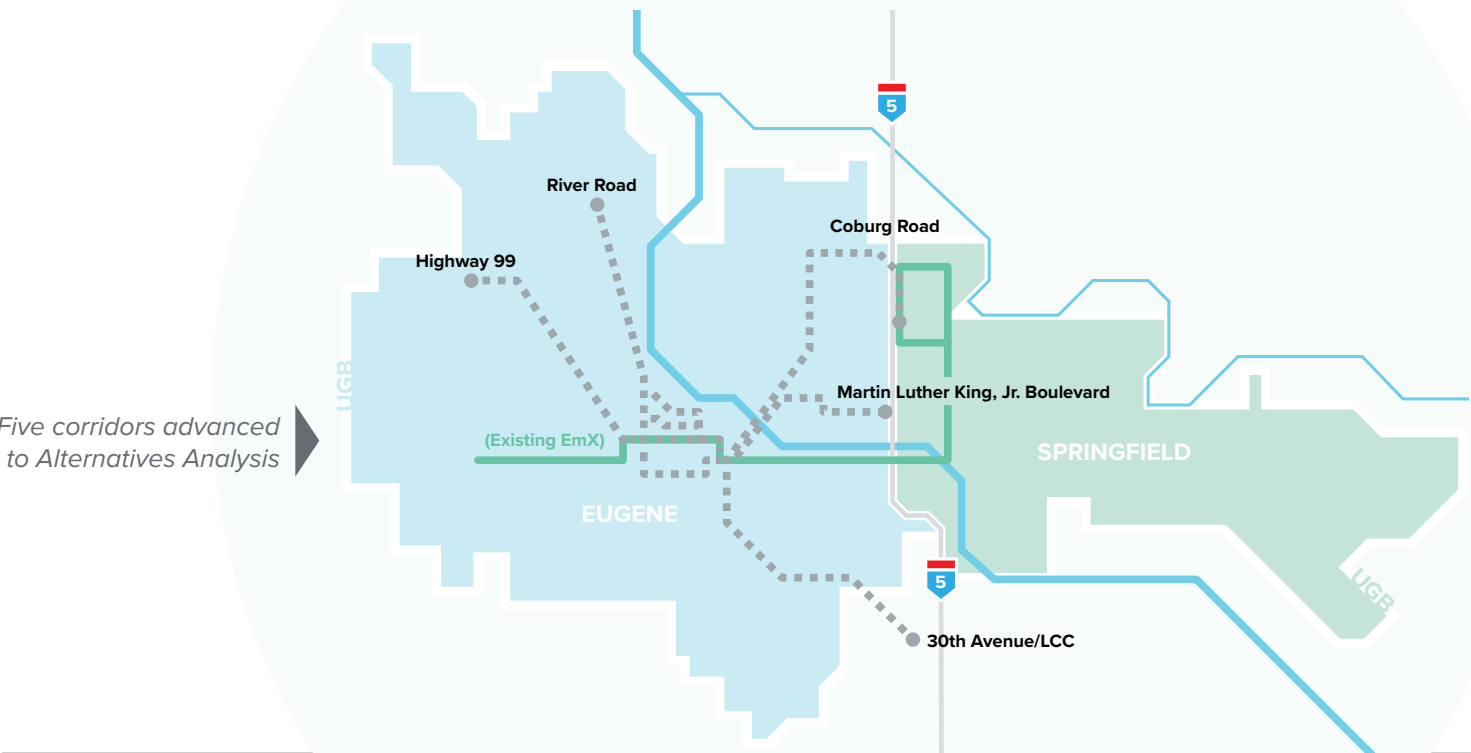 5
River Road
Coburg Road
Highway 99
UGB
Martin Luther King, Jr. Boulevard
Five corridors advanced
to Alternatives Analysis
(Existing EmX)
SPRINGFIELD
EUGENE
5
UGB
30th Avenue/LCC